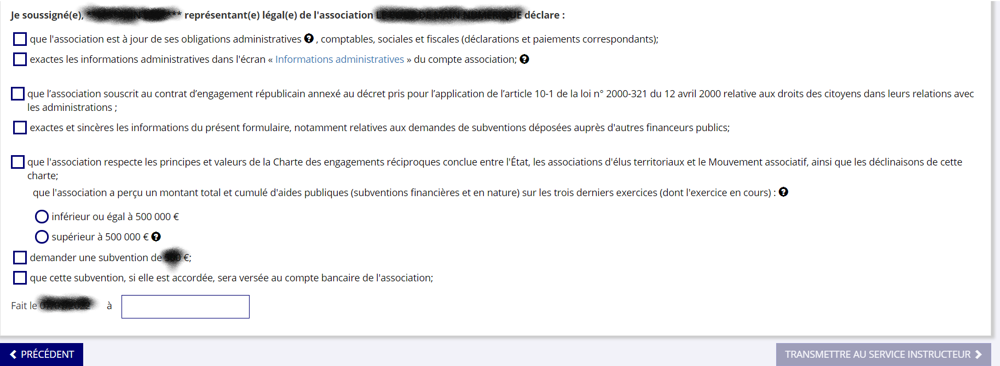 Je soussigné(e), *** représentant(e) légal(e) de l'association DE MAIN déclare :
que l'association est à jour de ses obligations administratives ? , comptables, sociales et fiscales (déclarations et paiements correspondants);
exactes les informations administratives dans l'écran « Informations administratives » du compte association; ?
que l’association souscrit au contrat d’engagement républicain annexé au décret pris pour l’application de l’article 10-1 de la loi n° 2000-321 du 12 avril 2000 relative aux droits des citoyens dans leurs relations avec
les administrations ;
exactes et sincères les informations du présent formulaire, notamment relatives aux demandes de subventions déposées auprès d'autres financeurs publics;
que l'association respecte les principes et valeurs de la Charte des engagements réciproques conclue entre l'État, les associations d'élus territoriaux et le Mouvement associatif, ainsi que les déclinaisons de cette
charte;
que l'association a perçu un montant total et cumulé d'aides publiques (subventions financières et en nature) sur les trois derniers exercices (dont l'exercice en cours) : ?
inférieur ou égal à 500 000 €
supérieur à 500 000 € ?
demander une subvention de €;
que cette subvention, si elle est accordée, sera versée au compte bancaire de l'association;
Fait le à
PRÉCÉDENT
TRANSMETTRE AU SERVICE INSTRUCTEUR